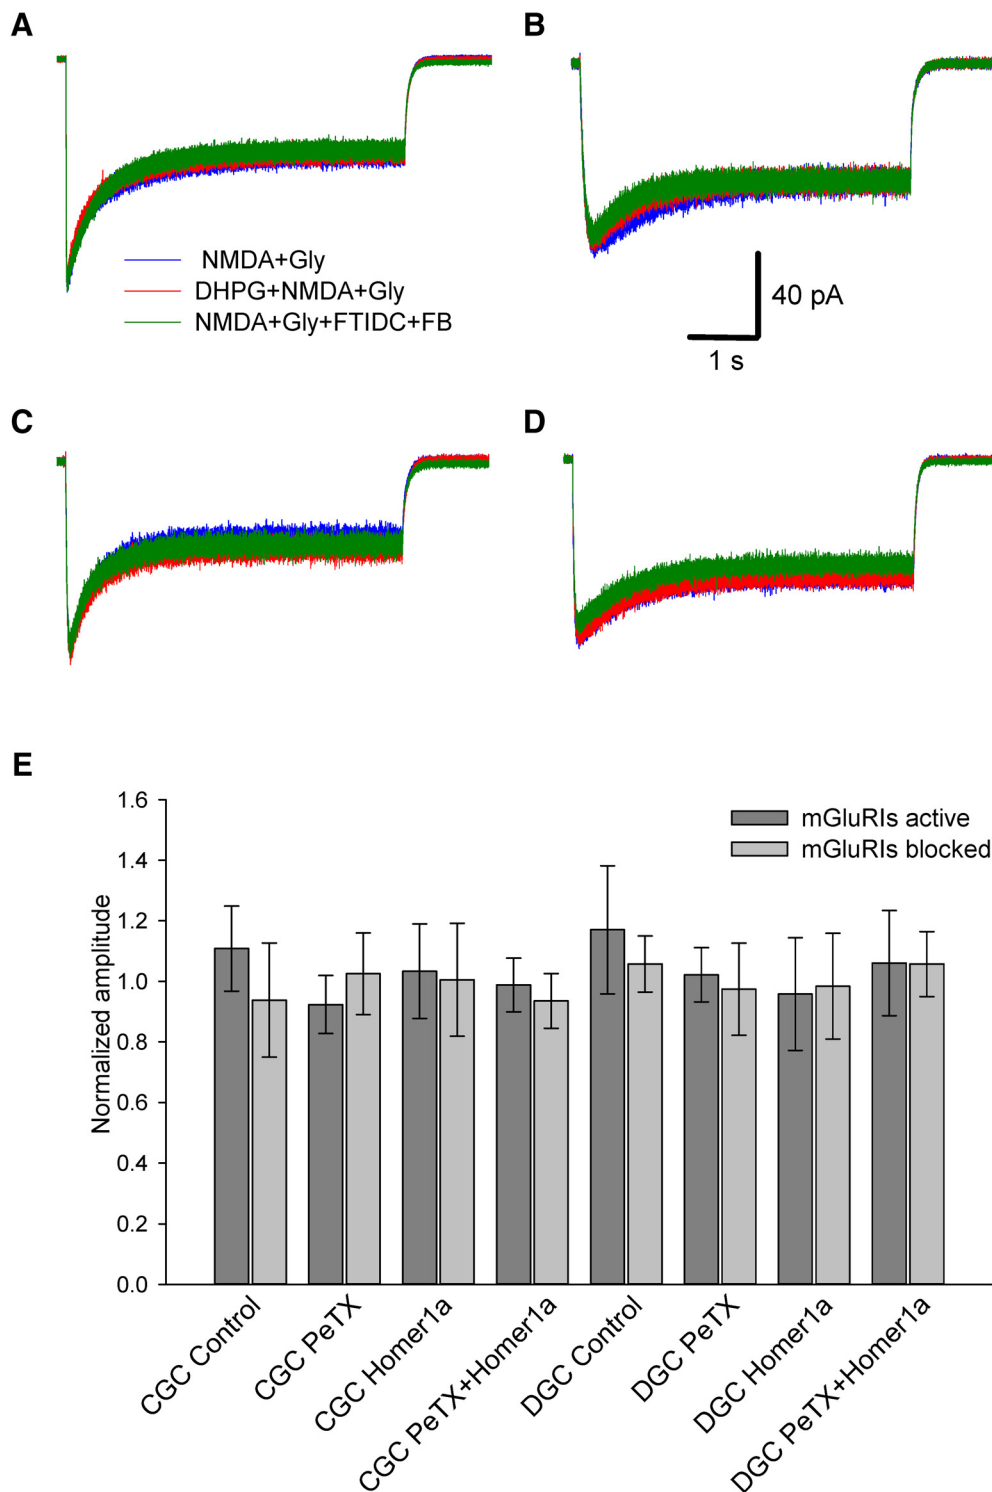 A
B
NMDA+Gly
DHPG+NMDA+Gly
NMDA+Gly+FTIDC+FB
40 pA
1 s
C
D
E
mGluRIs active
mGluRIs blocked
Normalized amplitude
1.6
1.4
1.2
1.0
0.8
0.6
0.4
0.2
0.0
CGC Control
CGC PeTX
CGC Homer1a
CGC PeTX+Homer1a
DGC Control
DGC PeTX
DGC Homer1a
DGC PeTX+Homer1a